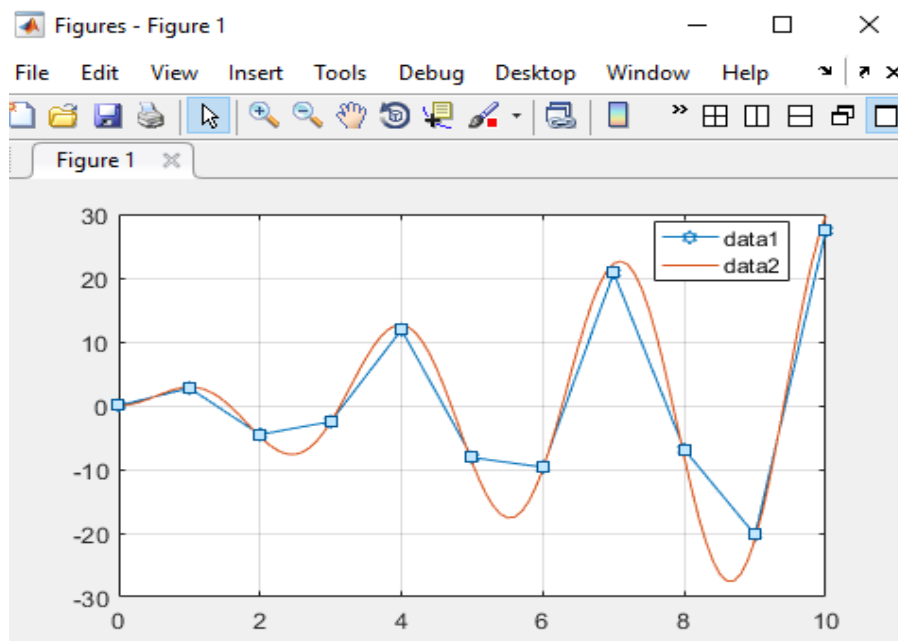 Figures - Figure 1
File Edit View Insert Tools Debug Desktop Window Help
Figure 1
30
20
10
0
-10
-20
-30
data1
data2
0 2 4 6 8 10